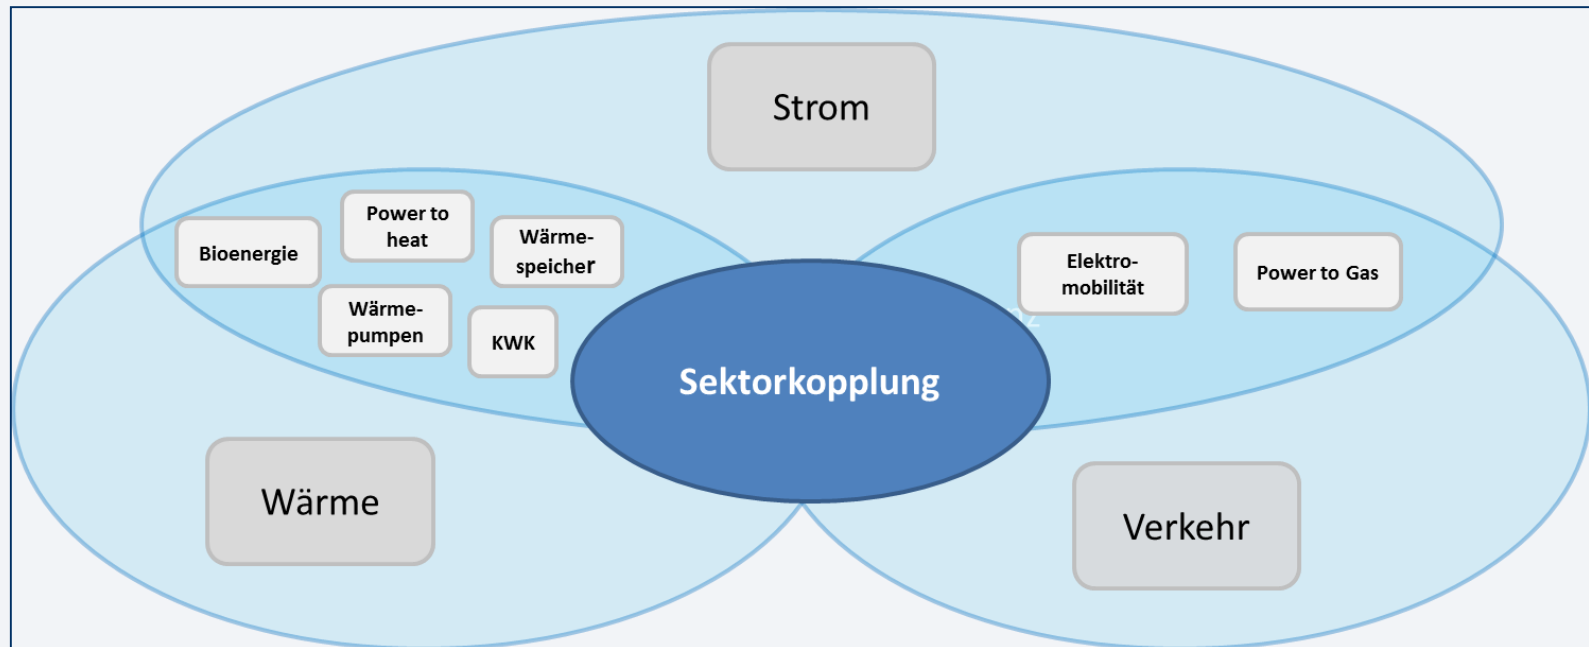 Strom
Power to
heat
Bioenergie
Wärme-
speicher
Wärme-
pumpen
KWK
Elektro-
mobilität
Power to Gas
Sektorkopplung
Wärme
Verkehr